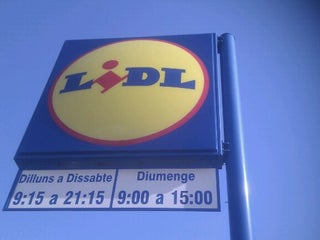 LIDL
Dilluns a Dissabte
9:15 a 21:15
Diumenge
9:00 a 15:00